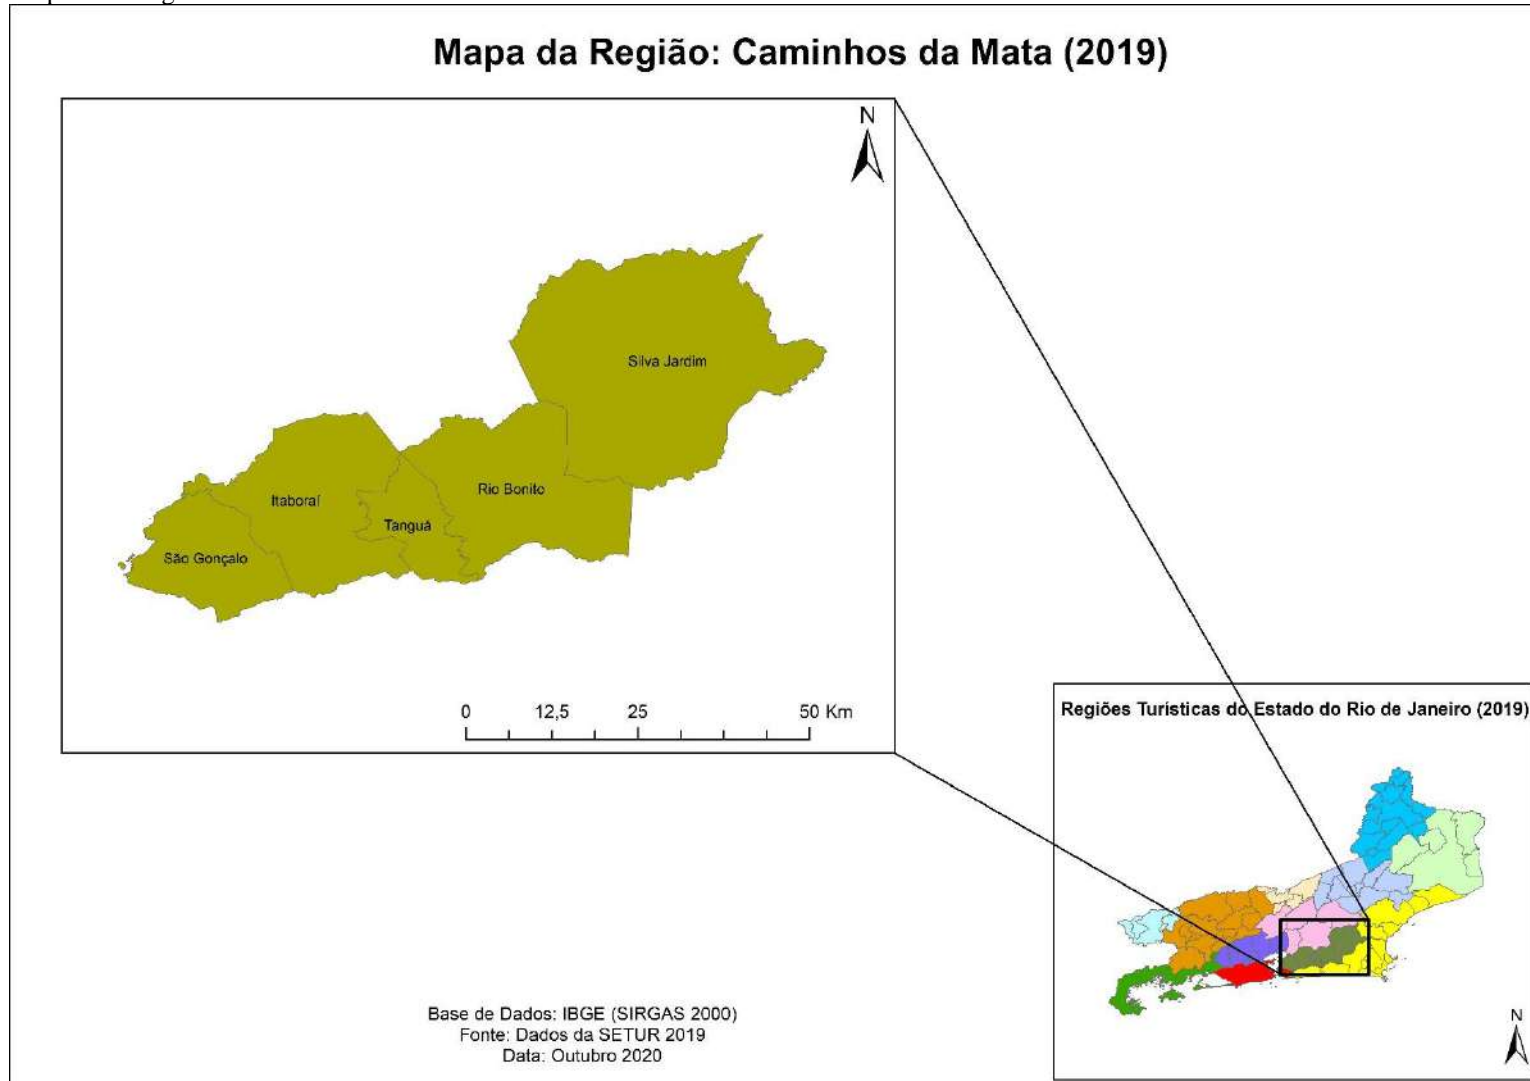 Mapa da Região: Caminhos da Mata (2019)
N
Silva Jardim
Rio Bonito
Itaboraí
Tanguá
São Gonçalo
0 12,5 25 50 Km
Regiões Turísticas do Estado do Rio de Janeiro (2019)
N
Base de Dados: IBGE (SIRGAS 2000)
Fonte: Dados da SETUR 2019
Data: Outubro 2020